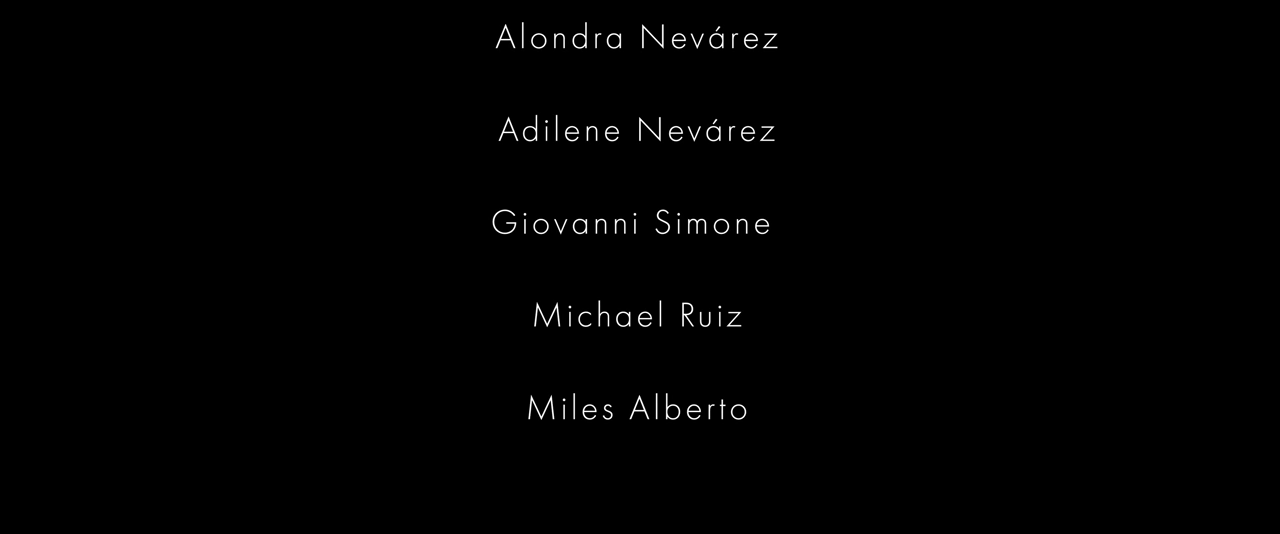 Alondra Nevárez
Adilene Nevárez
Giovanni Simone
Michael Ruiz
Miles Alberto